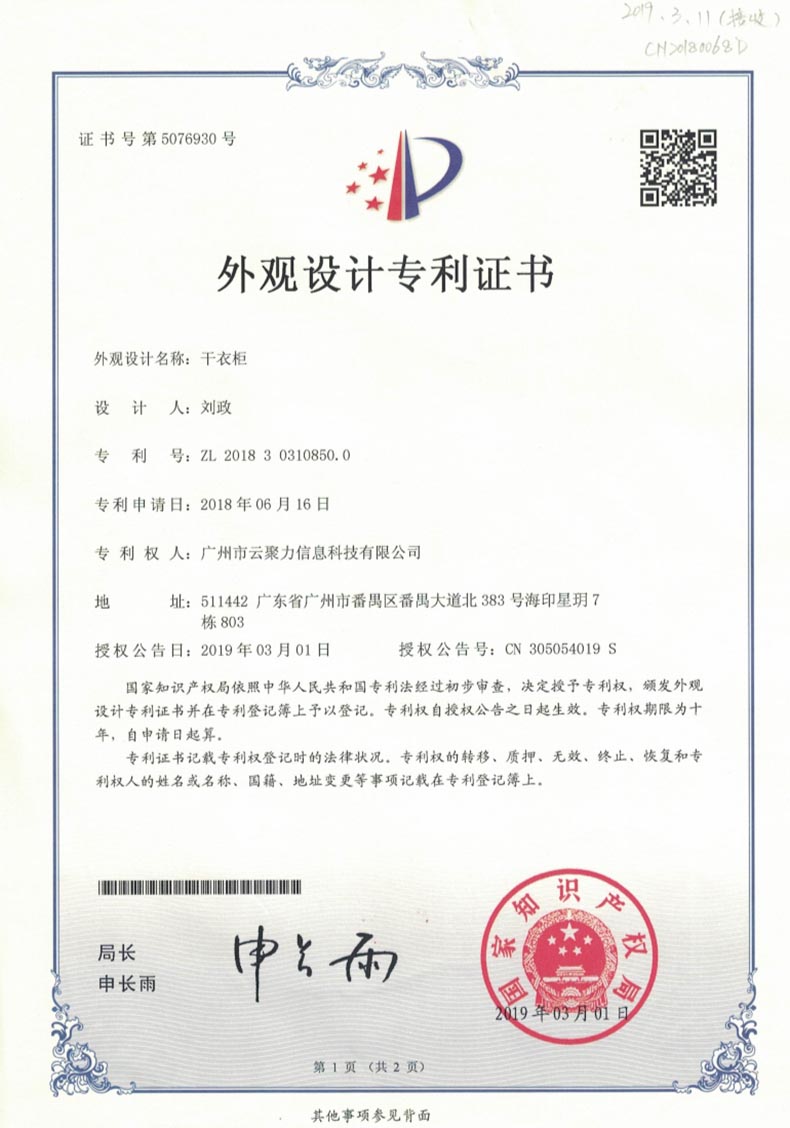 2019.3.11(接收)
CN20180068D
证书号第5076930号
外观设计专利证书
外观设计名称：干衣柜
设 计 人：刘政
专 利 号：ZL 2018 3 0310850.0
专利申请日：2018年06月16日
专 利 权 人：广州市云聚力信息科技有限公司
地 址：511442 广东省广州市番禺区番禺大道北383号海印星玥7
栋803
授权公告日：2019年03月01日 授权公告号：CN 305054019 S
国家知识产权局依照中华人民共和国专利法经过初步审查，决定授予专利权，颁发外观
设计专利证书并在专利登记簿上予以登记。专利权自授权公告之日起生效。专利权期限为十
年，自申请日起算。
专利证书记载专利权登记时的法律状况。专利权的转移、质押、无效、终止、恢复和专
利权人的姓名或名称、国籍、地址变更等事项记载在专利登记簿上。
局长
申长雨
申长雨
国家知识产权局
2019年03月01日
第 1 页 （共 2 页）
其他事项参见背面